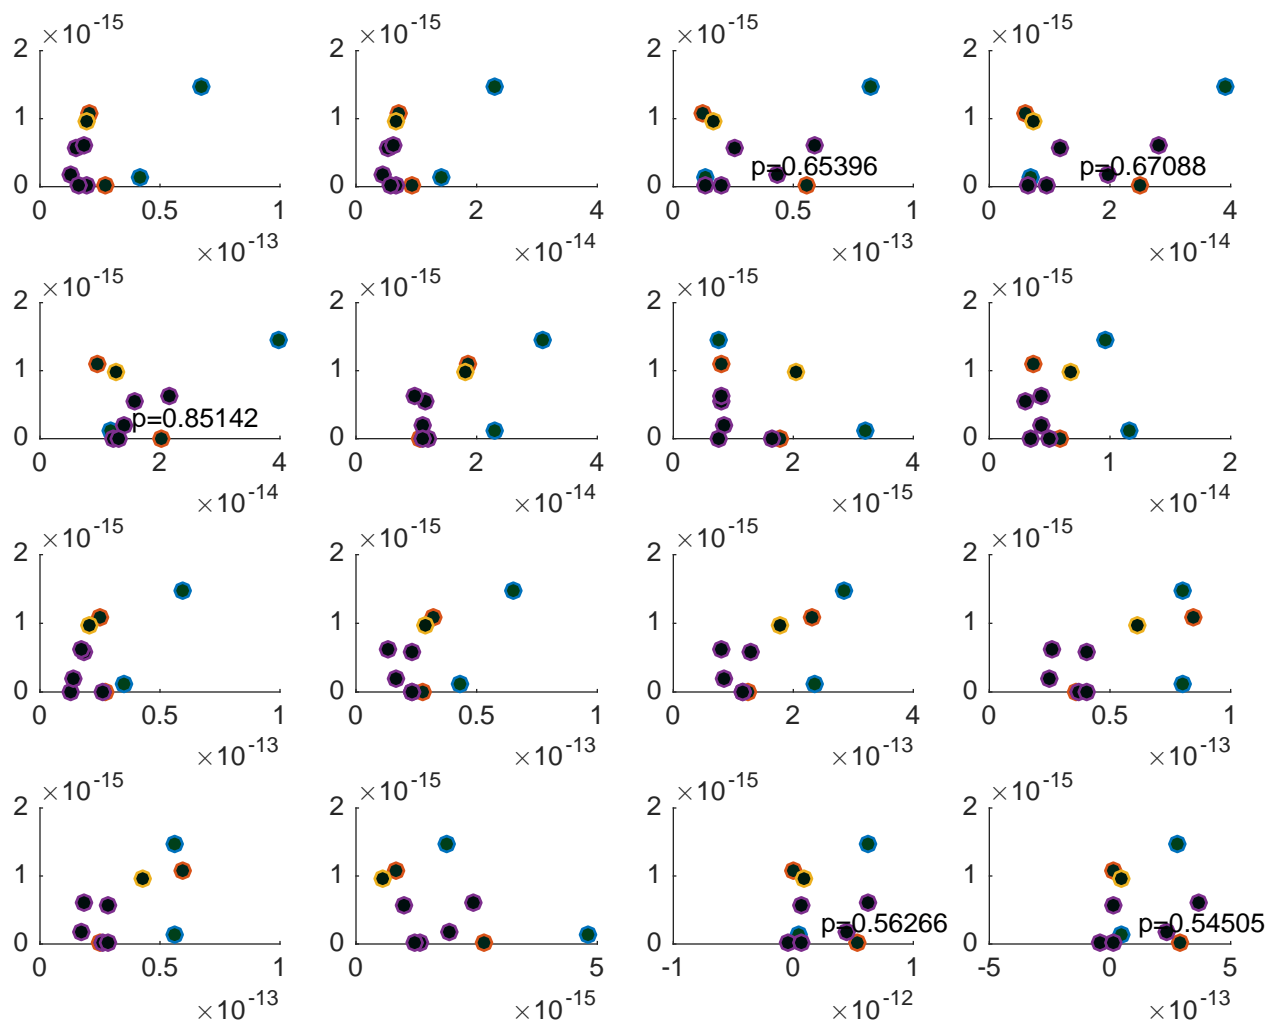 ×10^-15 ×10^-15 ×10^-15 ×10^-15
2 2 2 2
1 1 1 1
p=0.65396 p=0.67088
0 0 0 0
0 0.5 1 0 2 4 0 0.5 1 0 2 4
×10^-13 ×10^-14 ×10^-13 ×10^-14
×10^-15 ×10^-15 ×10^-15 ×10^-15
2 2 2 2
1 1 1 1
p=0.85142
0 0 0 0
0 2 4 0 2 4 0 2 4 0 1 2
×10^-14 ×10^-14 ×10^-15 ×10^-14
×10^-15 ×10^-15 ×10^-15 ×10^-15
2 2 2 2
1 1 1 1
0 0 0 0
0 0.5 1 0 0.5 1 0 2 4 0 0.5 1
×10^-13 ×10^-13 ×10^-13 ×10^-13
×10^-15 ×10^-15 ×10^-15 ×10^-15
2 2 2 2
1 1 1 1
p=0.56266 p=0.54505
0 0 0 0
0 0.5 1 0 5 -1 0 1 -5 0 5
×10^-13 ×10^-15 ×10^-12 ×10^-13